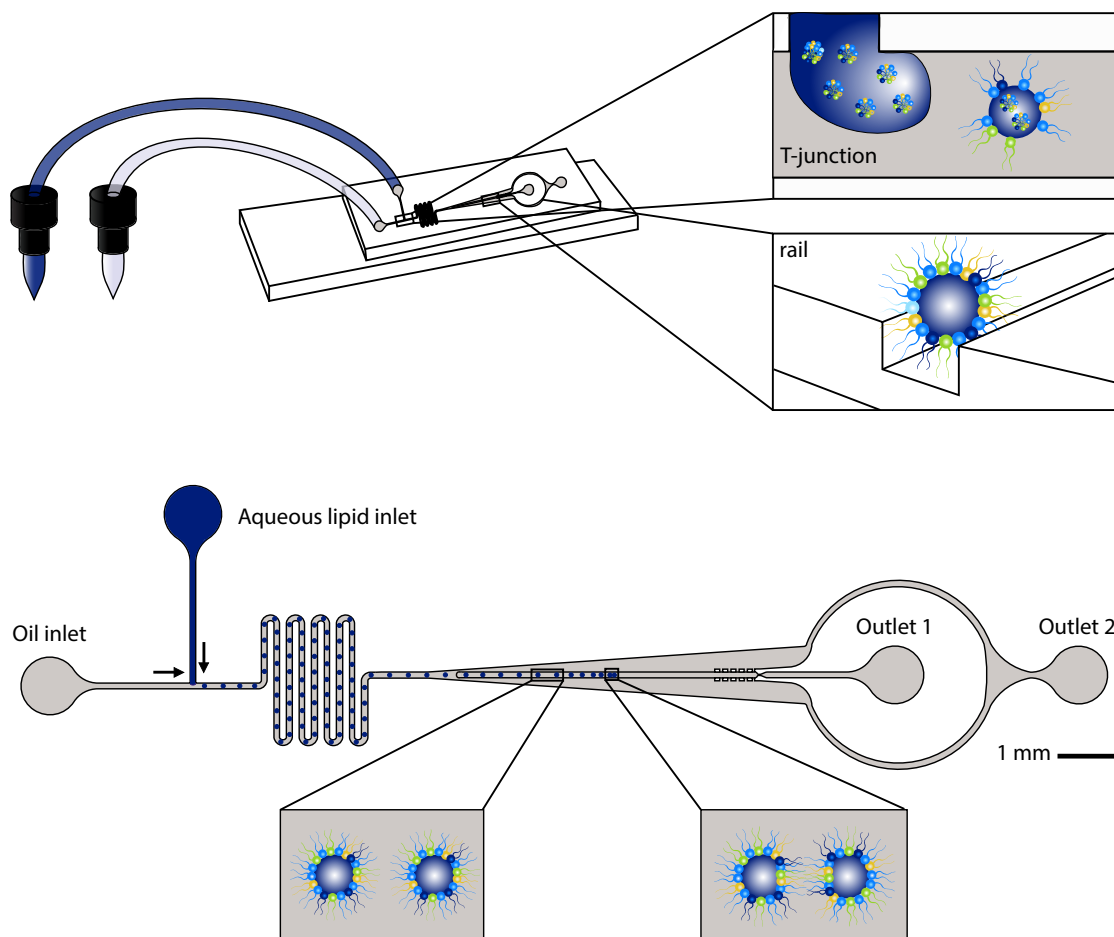 T-junction
rail
Aqueous lipid inlet
Oil inlet
Outlet 1
Outlet 2
1 mm